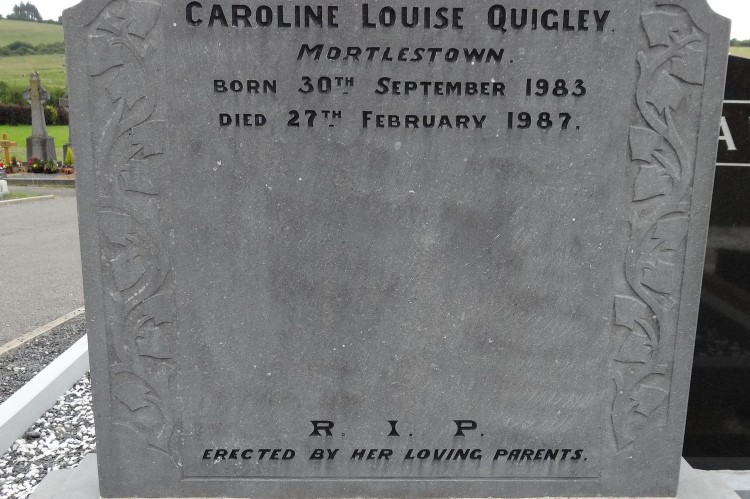 CAROLINE LOUISE QUIGLEY.
MORTLESTOWN.
BORN 30TH SEPTEMBER 1983
DIED 27TH FEBRUARY 1987.
R. I. P.
ERECTED BY HER LOVING PARENTS.
A